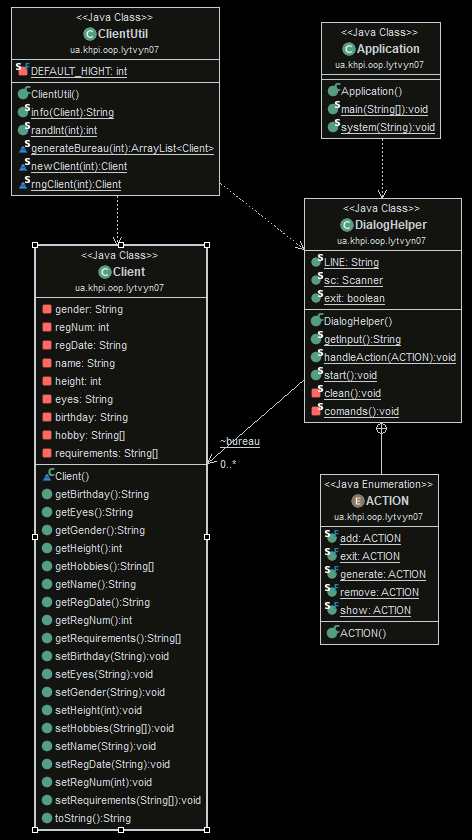 <<Java Class>>
ClientUtil
ua.khpi.oop.lytvyn07
DEFAULT_HIGHT: int
ClientUtil()
info(Client):String
randInt(int):int
generateBureau(int):ArrayList<Client>
newClient(int):Client
rngClient(int):Client
<<Java Class>>
Application
ua.khpi.oop.lytvyn07
Application()
main(String[]):void
system(String):void
<<Java Class>>
DialogHelper
ua.khpi.oop.lytvyn07
LINE: String
sc: Scanner
exit: boolean
DialogHelper()
getInput():String
handleAction(ACTION):void
start():void
clean():void
comands():void
<<Java Class>>
Client
ua.khpi.oop.lytvyn07
gender: String
regNum: int
regDate: String
name: String
height: int
eyes: String
birthday: String
hobby: String[]
requirements: String[]
Client()
getBirthday():String
getEyes():String
getGender():String
getHeight():int
getHobbies():String[]
getName():String
getRegDate():String
getRegNum():int
getRequirements():String[]
setBirthday(String):void
setEyes(String):void
setGender(String):void
setHeight(int):void
setHobbies(String[]):void
setName(String):void
setRegDate(String):void
setRegNum(int):void
setRequirements(String[]):void
toString():String
~bureau
0..*
<<Java Enumeration>>
ACTION
ua.khpi.oop.lytvyn07
add: ACTION
exit: ACTION
generate: ACTION
remove: ACTION
show: ACTION
ACTION()